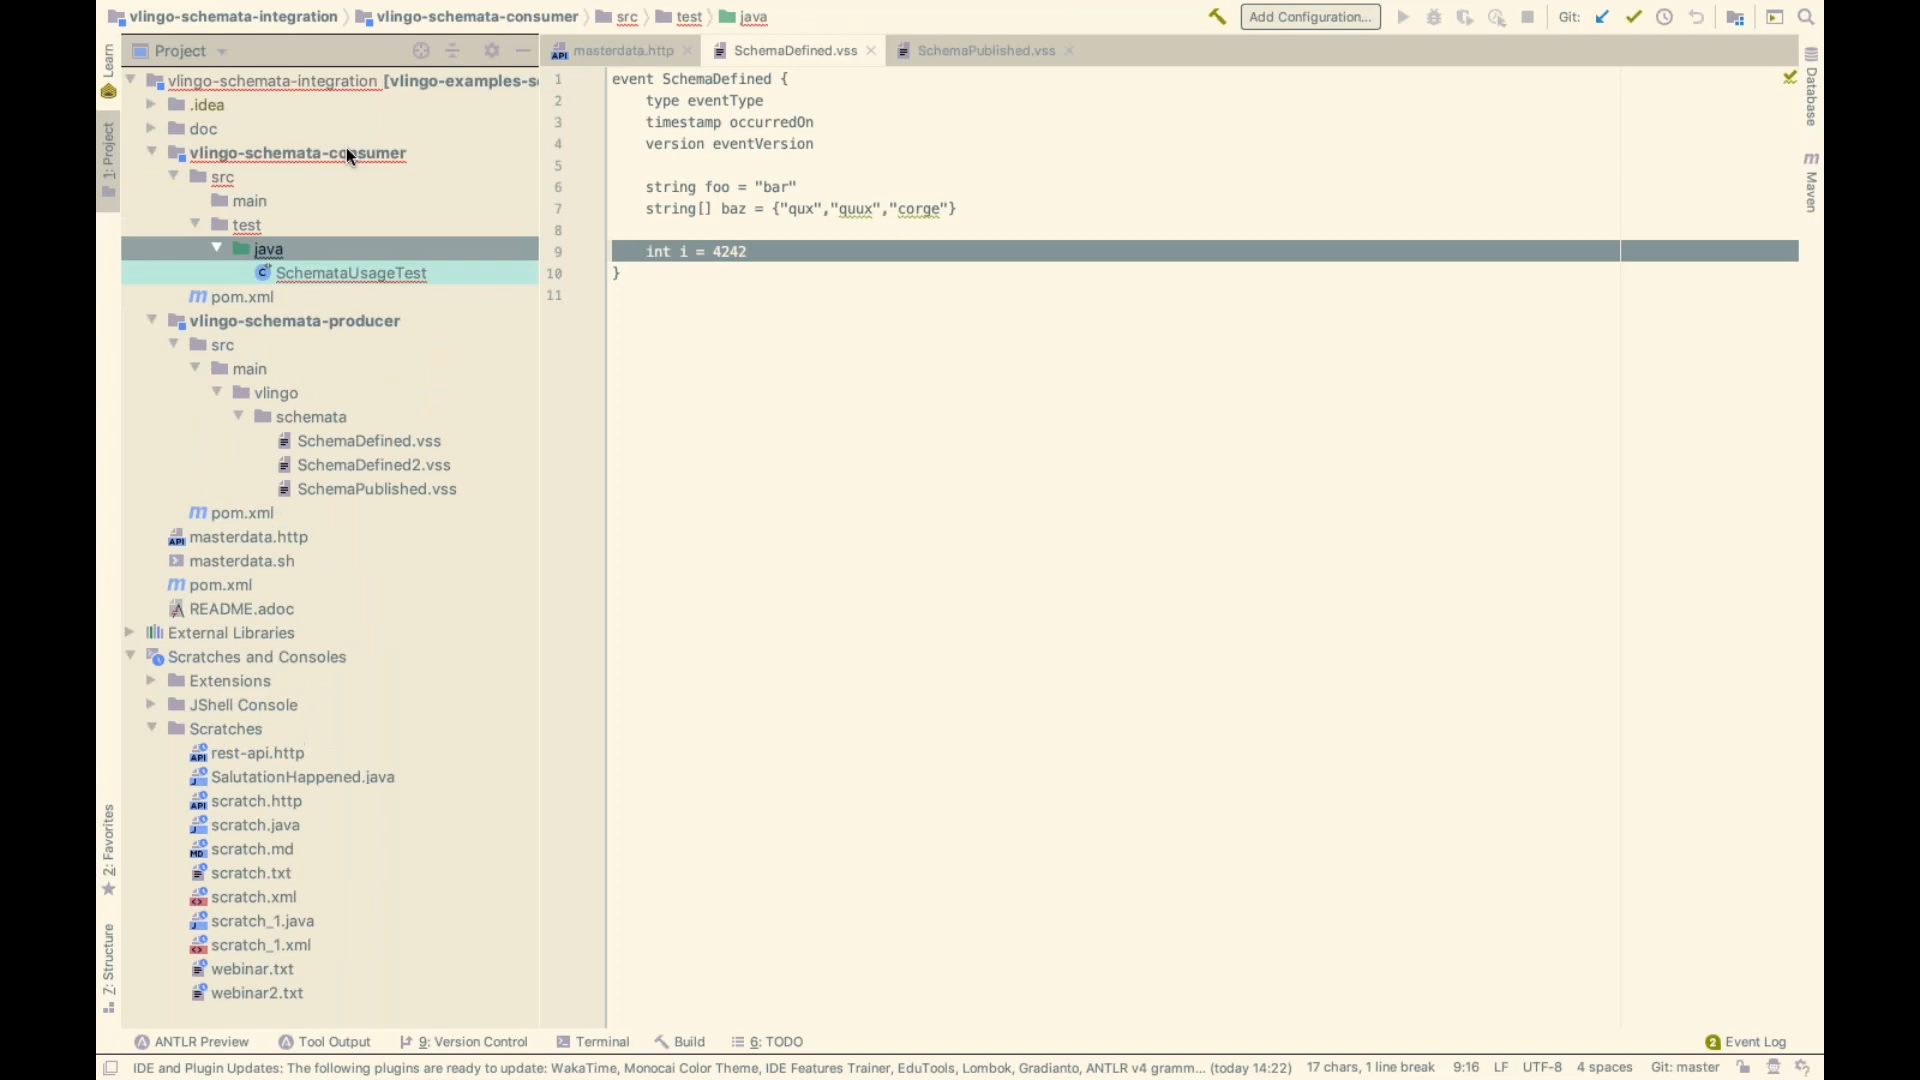 vlingo-schemata-integration vlingo-schemata-consumer src test java
Add Configuration...
Git:
Project
masterdata.http
SchemaDefined.vss
SchemaPublished.vss
Learn
1: Project
2: Favorites
7: Structure
Database
Maven
vlingo-schemata-integration [vlingo-examples-s
.idea
doc
vlingo-schemata-consumer
src
main
test
java
SchemataUsageTest
pom.xml
vlingo-schemata-producer
src
main
vlingo
schemata
SchemaDefined.vss
SchemaDefined2.vss
SchemaPublished.vss
pom.xml
masterdata.http
masterdata.sh
pom.xml
README.adoc
External Libraries
Scratches and Consoles
Extensions
JShell Console
Scratches
rest-api.http
SalutationHappened.java
scratch.http
scratch.java
scratch.md
scratch.txt
scratch.xml
scratch_1.java
scratch_1.xml
webinar.txt
webinar2.txt
1 event SchemaDefined {
2 type eventType
3 timestamp occurredOn
4 version eventVersion
5
6 string foo = "bar"
7 string[] baz = {"qux","quux","corge"}
8
9 int i = 4242
10 }
11
ANTLR Preview
Tool Output
9: Version Control
Terminal
Build
6: TODO
2 Event Log
IDE and Plugin Updates: The following plugins are ready to update: WakaTime, Monocai Color Theme, IDE Features Trainer, EduTools, Lombok, Gradianto, ANTLR v4 gramm... (today 14:22)
17 chars, 1 line break
9:16
LF
UTF-8
4 spaces
Git: master